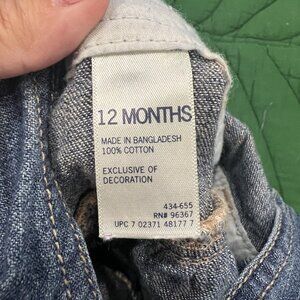 12 MONTHS
MADE IN BANGLADESH
100% COTTON
EXCLUSIVE OF
DECORATION
434-655
RN# 96367
UPC 7 02371 48177 7